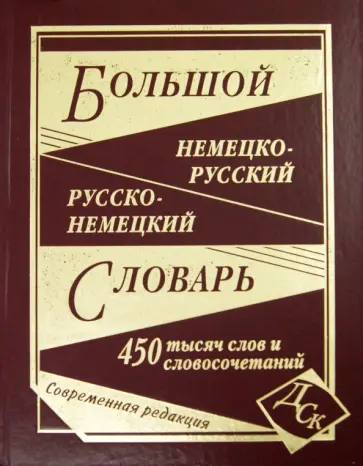 БОЛЬШОЙ
НЕМЕЦКО-
РУССКИЙ
РУССКО-
НЕМЕЦКИЙ
СЛОВАРЬ
450 тысяч слов и
словосочетаний
Современная редакция
ДСК